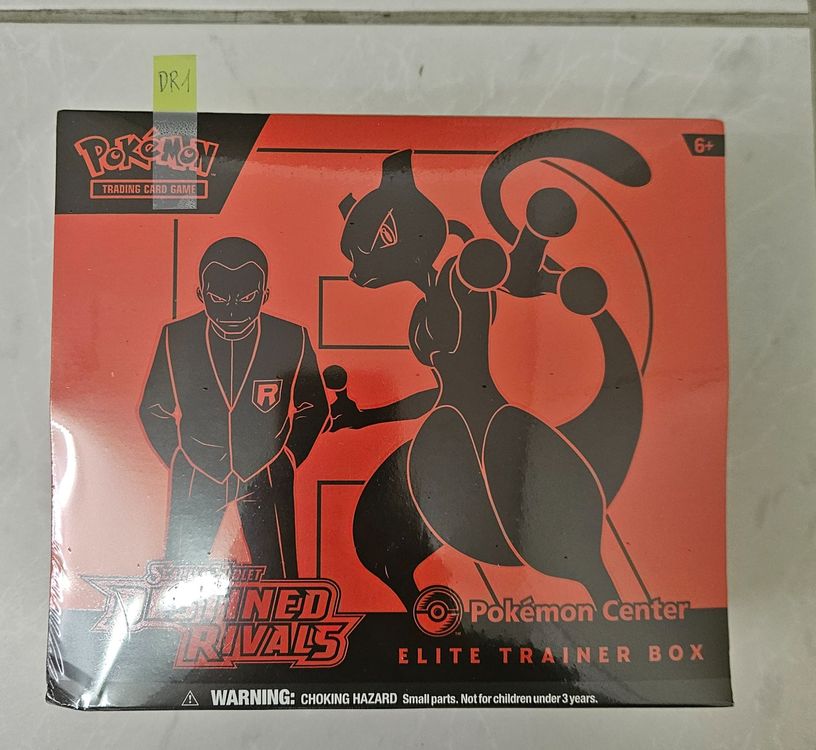 DR1
POKéMON
TRADING CARD GAME
6+
R
Pokémon Center
RIVALS
ELITE TRAINER BOX
WARNING: CHOKING HAZARD Small parts. Not for children under 3 years.